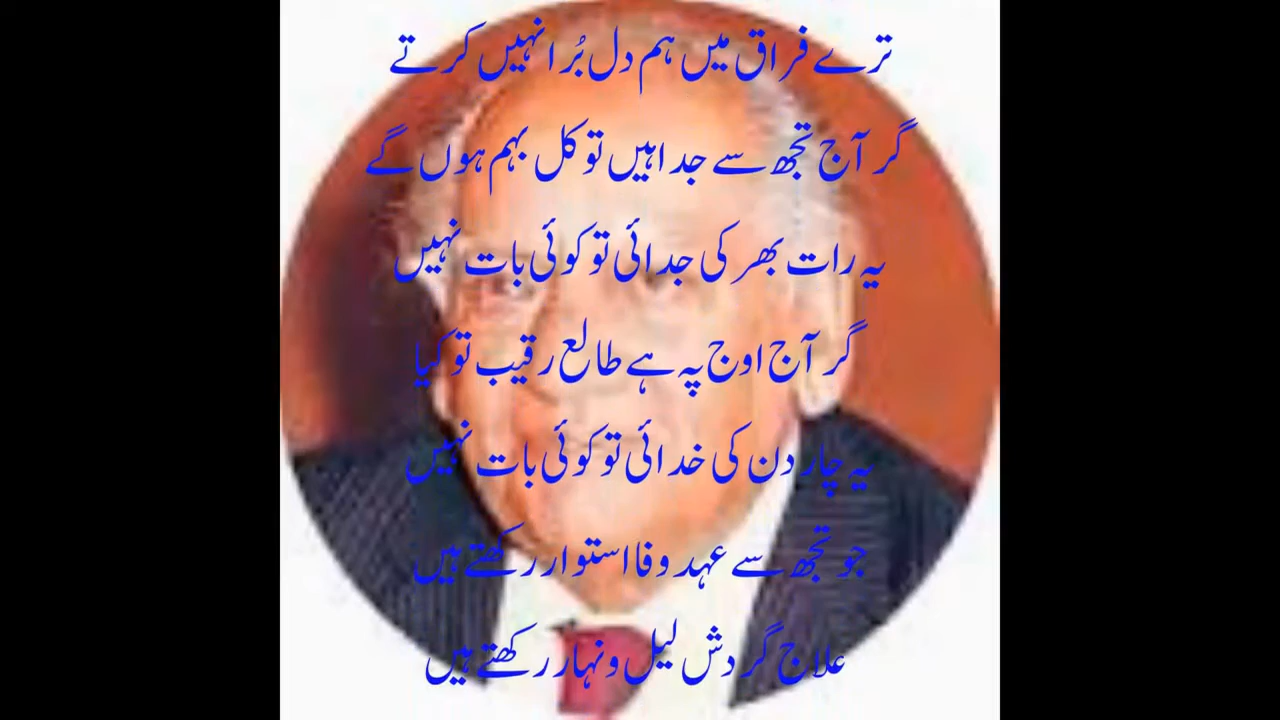 ترے فراق میں ہم دل بُرا نہیں کرتے
گر آج تجھ سے جدا ہیں تو کل بہم ہوں گے
یہ رات بھر کی جدائی تو کوئی بات نہیں
گر آج اوج پہ ہے طالع رقیب تو کیا
یہ چار دن کی خدائی تو کوئی بات نہیں
جو تجھ سے عہد وفا استوار رکھتے ہیں
علاج گردش لیل و نہار رکھتے ہیں